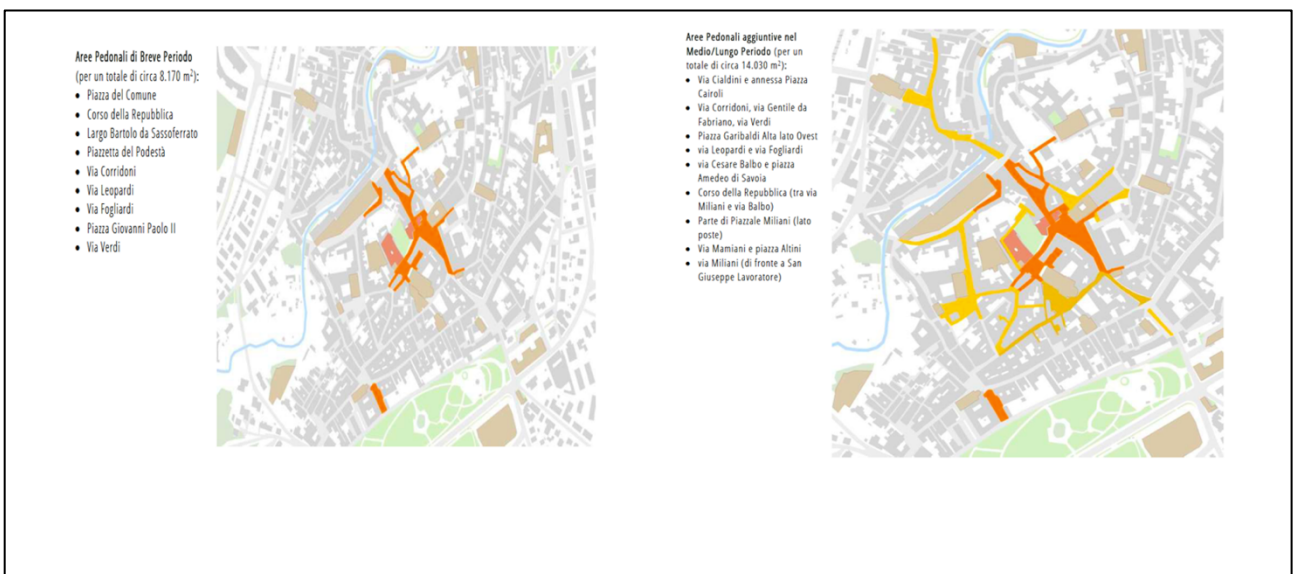 Aree Pedonali di Breve Periodo
(per un totale di circa 8.170 m²):
• Piazza del Comune
• Corso della Repubblica
• Largo Bartolo da Sassoferrato
• Piazzetta del Podestà
• Via Corridoni
• Via Leopardi
• Via Fogliardi
• Piazza Giovanni Paolo II
• Via Verdi
Aree Pedonali aggiuntive nel
Medio/Lungo Periodo (per un
totale di circa 14.030 m²):
• Via Cialdini e annessa Piazza
Cairoli
• Via Corridoni, via Gentile da
Fabriano, via Verdi
• Piazza Garibaldi Alta lato Ovest
• via Leopardi e via Fogliardi
• via Cesare Balbo e piazza
Amedeo di Savoia
• Corso della Repubblica (tra via
Miliani e via Balbo)
• Parte di Piazzale Miliani (lato
poste)
• Via Mamiani e piazza Altini
• via Miliani (di fronte a San
Giuseppe Lavoratore)